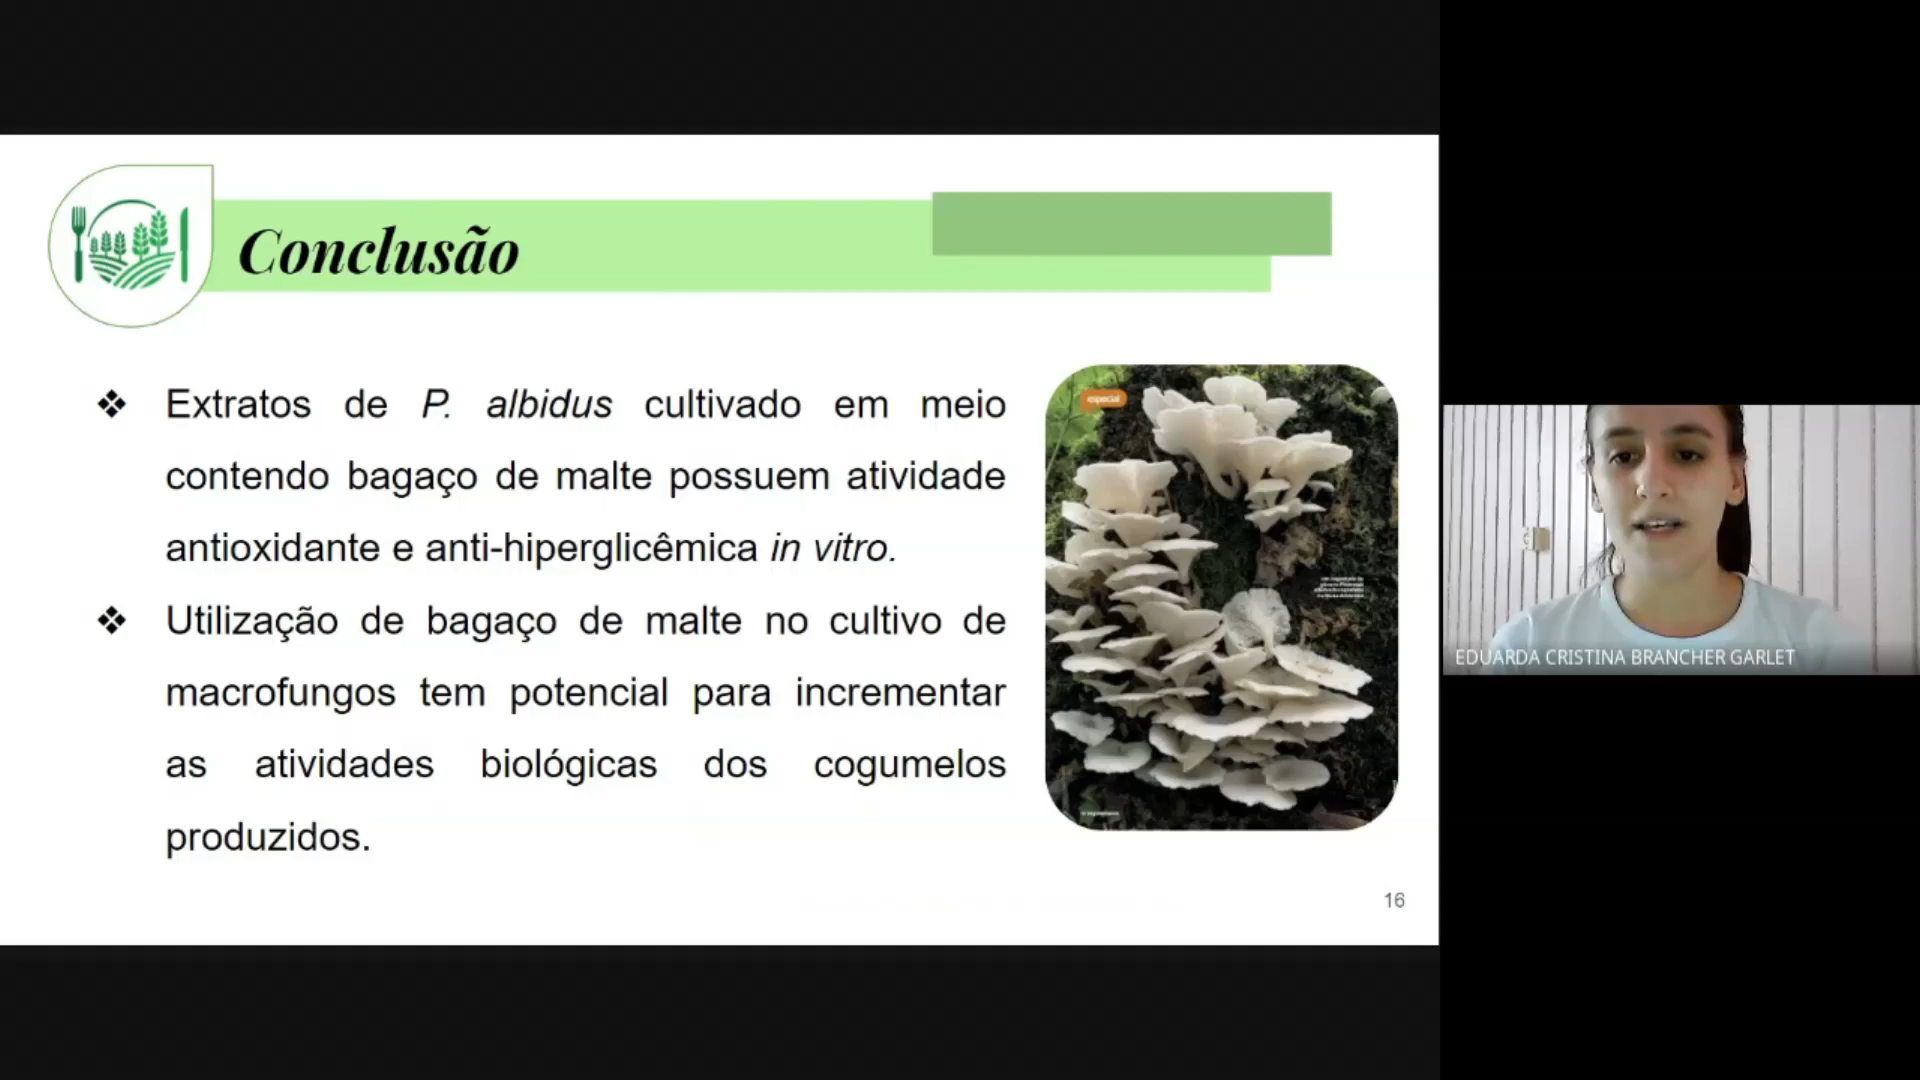 Conclusão
❖ Extratos de P. albidus cultivado em meio
contendo bagaço de malte possuem atividade
antioxidante e anti-hiperglicêmica in vitro.
❖ Utilização de bagaço de malte no cultivo de
macrofungos tem potencial para incrementar
as atividades biológicas dos cogumelos
produzidos.
especial
16
EDUARDA CRISTINA BRANCHER GARLET